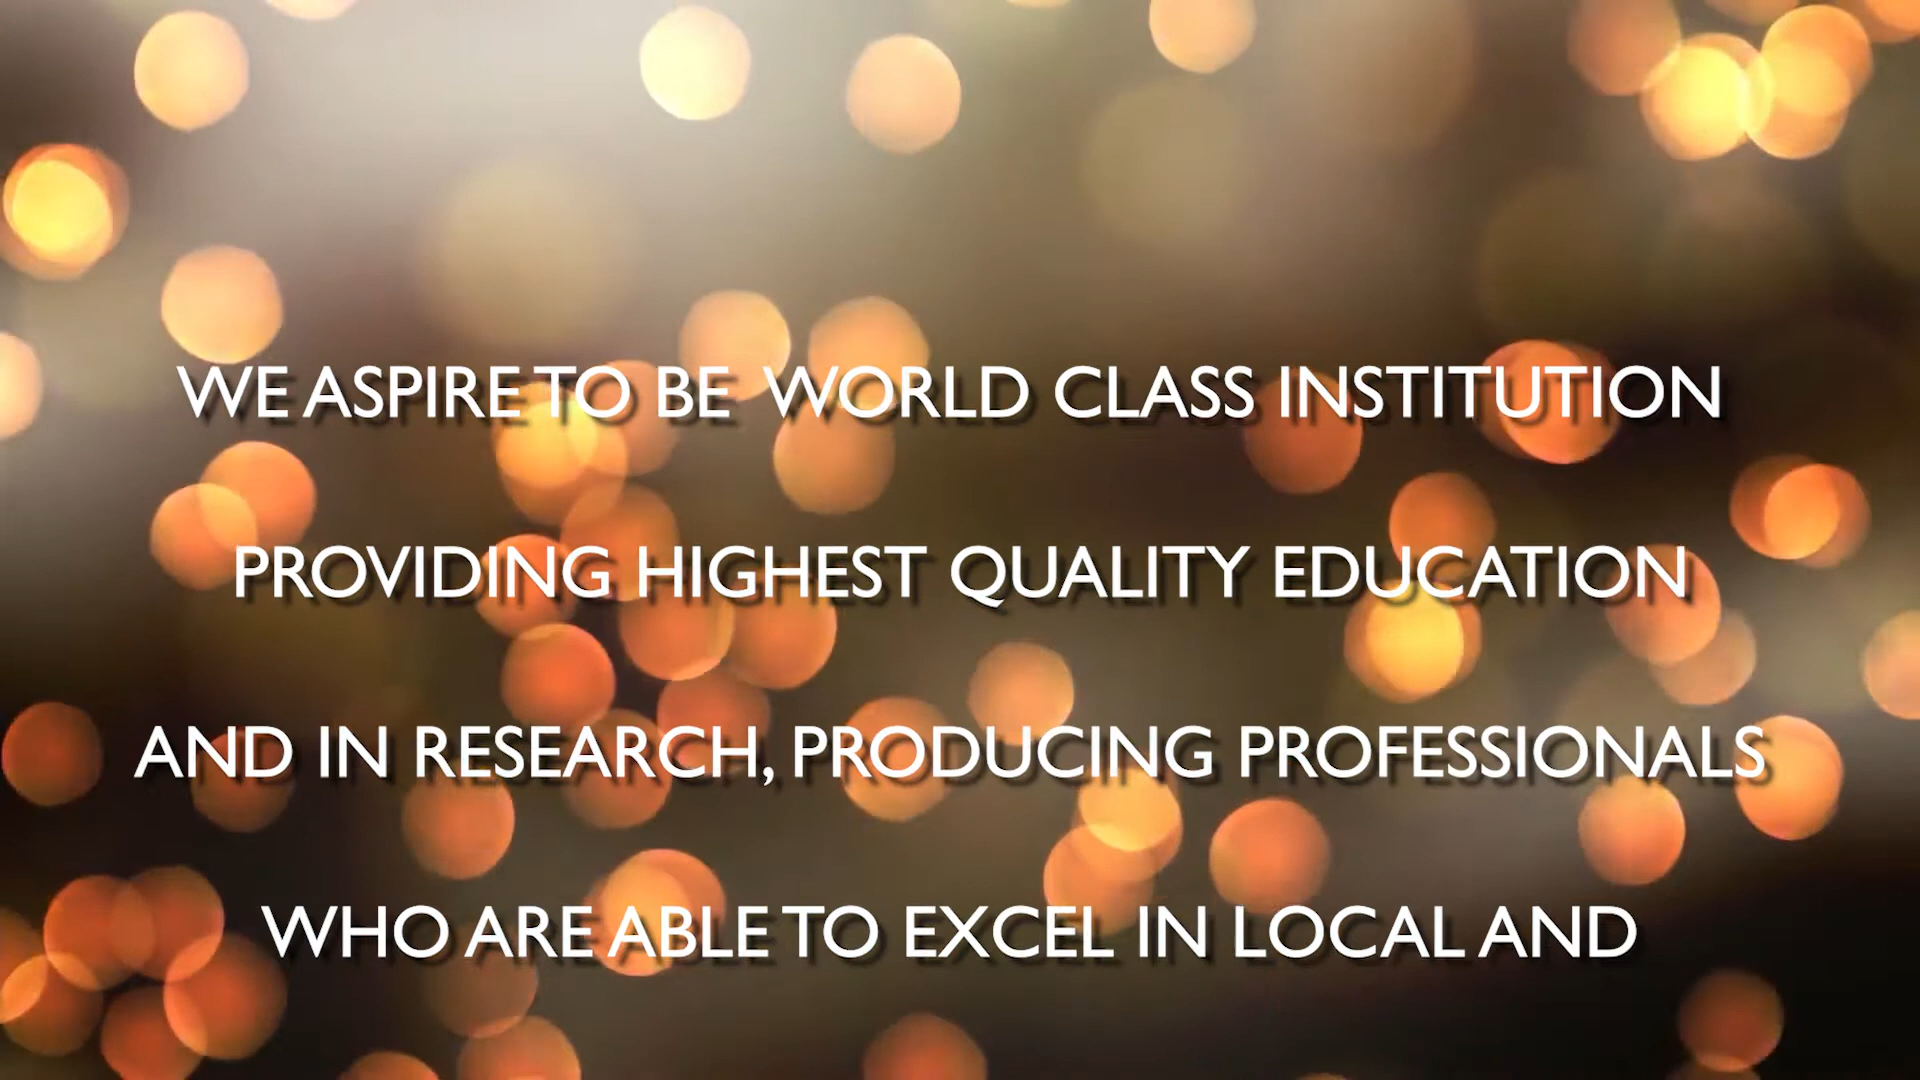 WE ASPIRE TO BE WORLD CLASS INSTITUTION
PROVIDING HIGHEST QUALITY EDUCATION
AND IN RESEARCH, PRODUCING PROFESSIONALS
WHO ARE ABLE TO EXCEL IN LOCAL AND